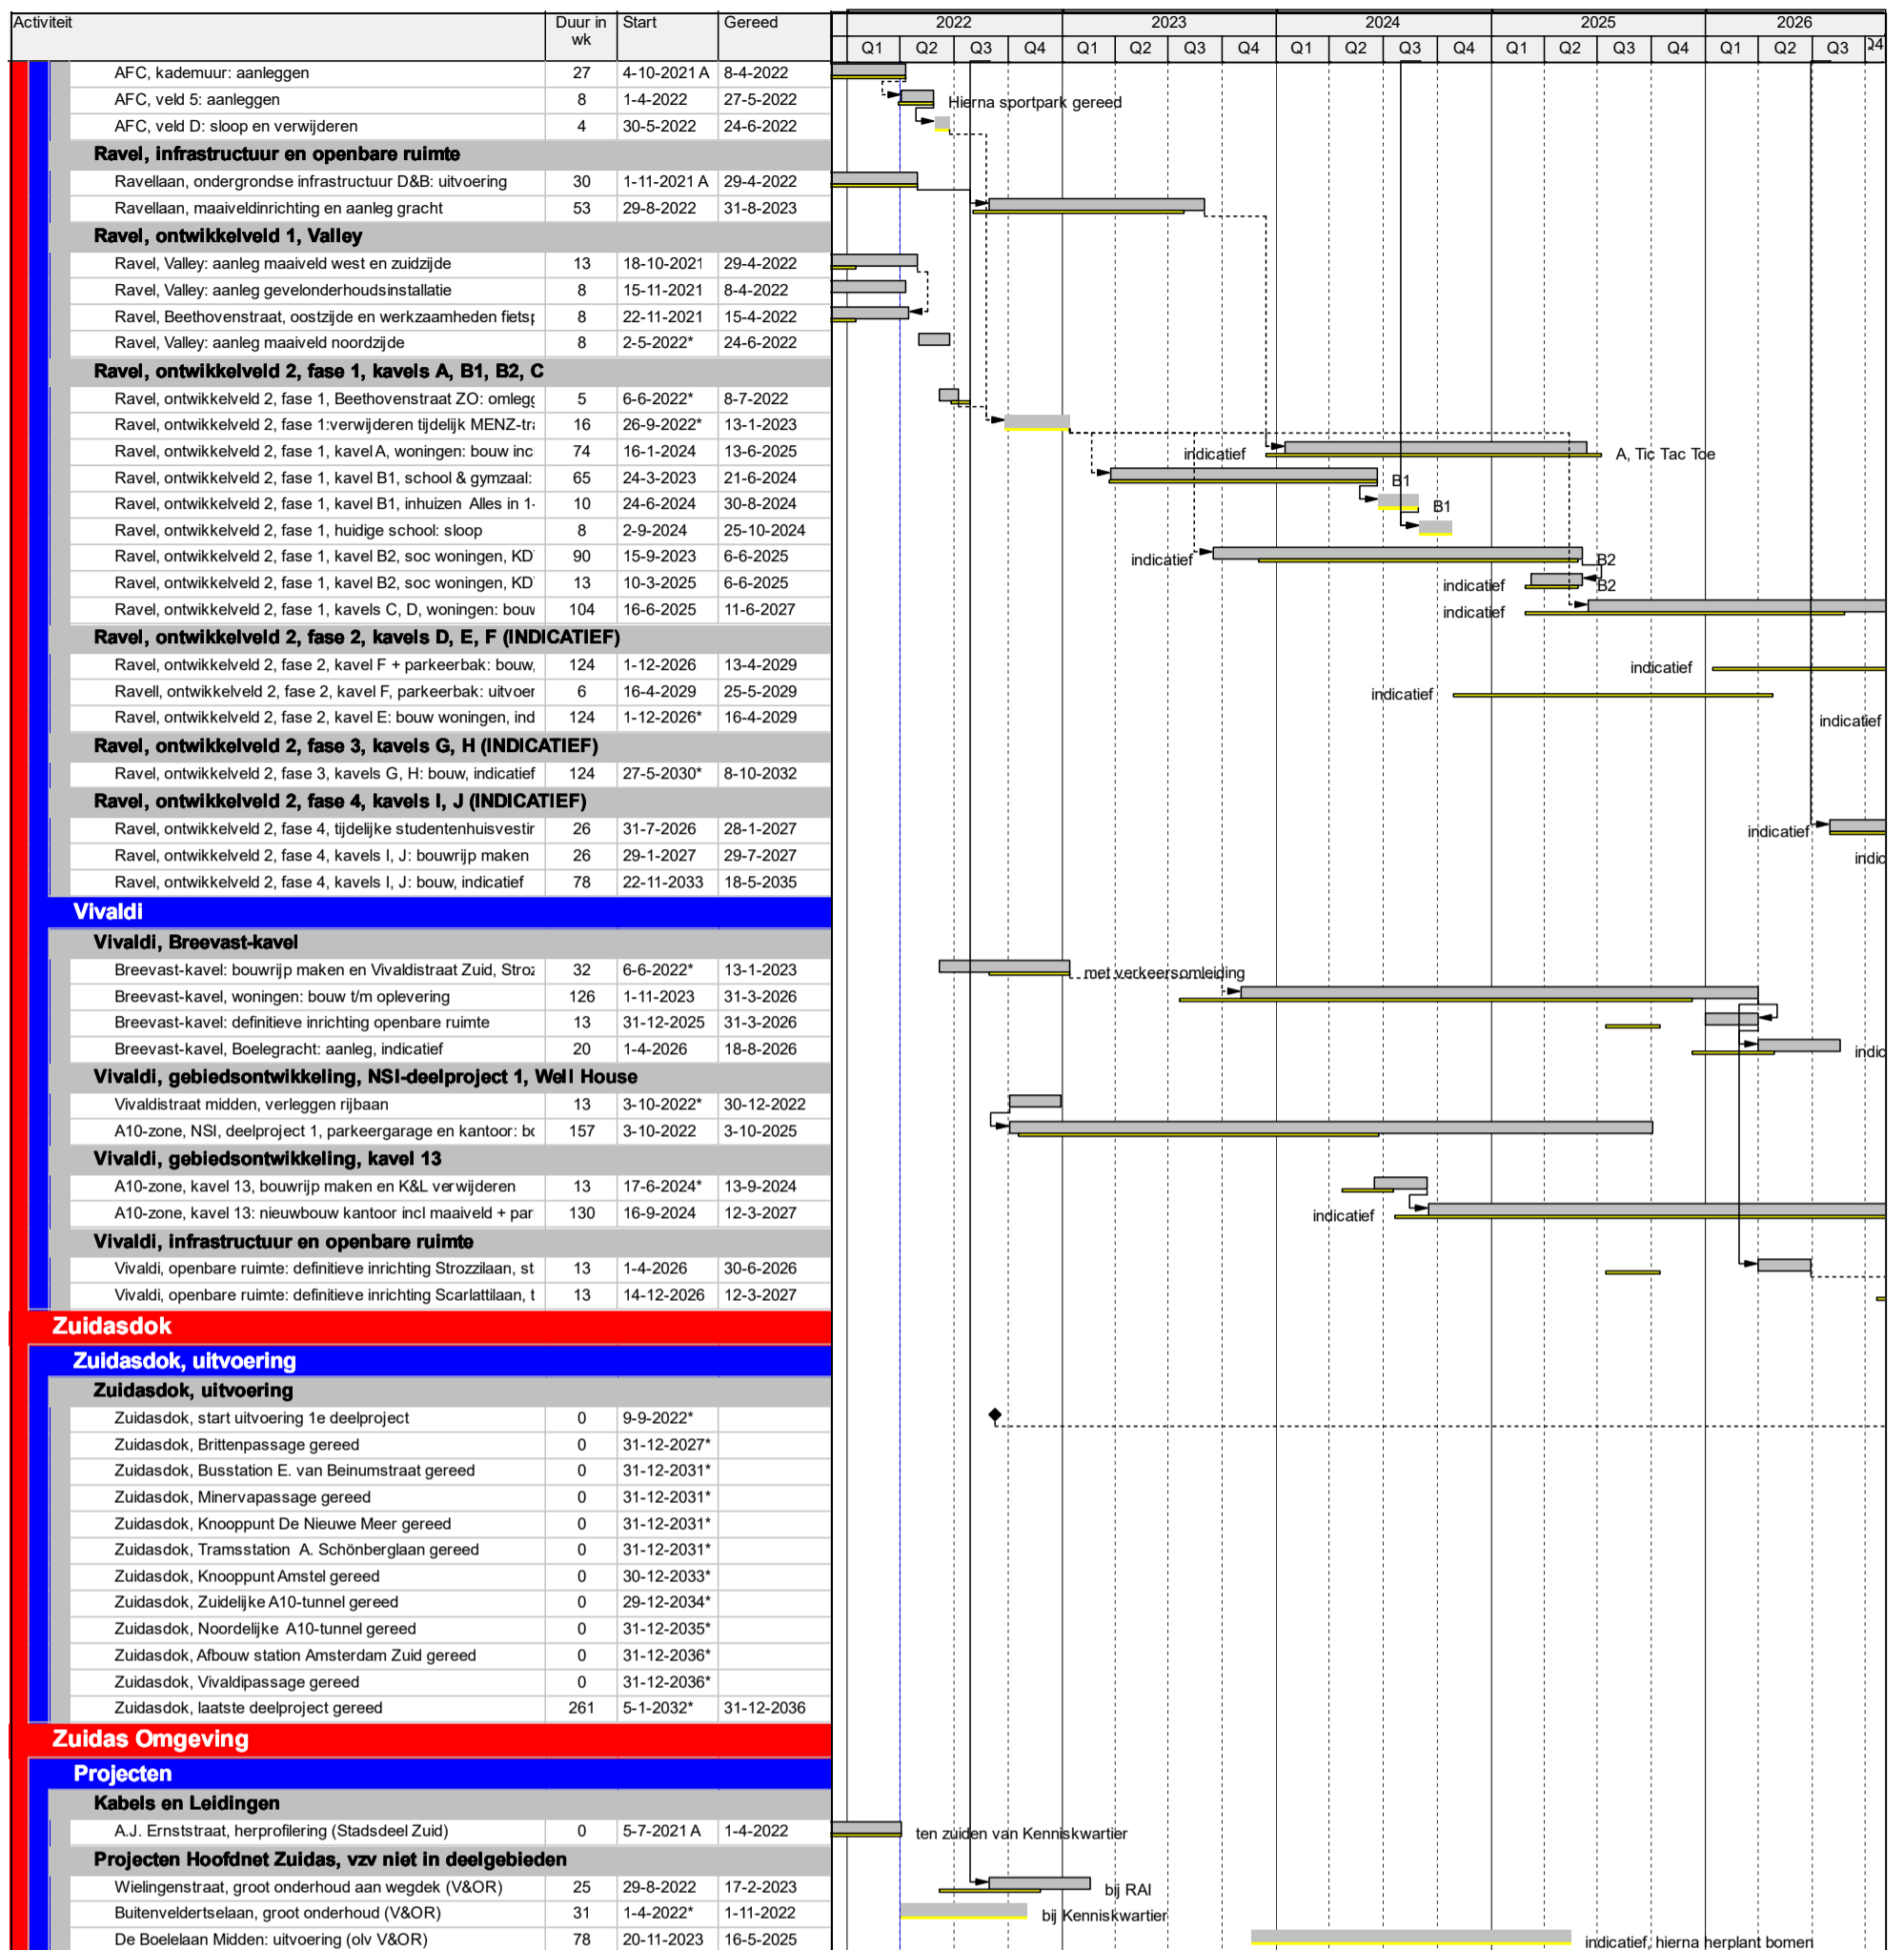 Activiteit Duur in wk Start Gereed 2022 2023 2024 2025 2026
Q1 Q2 Q3 Q4 Q1 Q2 Q3 Q4 Q1 Q2 Q3 Q4 Q1 Q2 Q3 Q4 Q1 Q2 Q3 Q4
AFC, kademuur: aanleggen 27 4-10-2021 A 8-4-2022
AFC, veld 5: aanleggen 8 1-4-2022 27-5-2022 Hierna sportpark gereed
AFC, veld D: sloop en verwijderen 4 30-5-2022 24-6-2022
Ravel, infrastructuur en openbare ruimte
Ravellaan, ondergrondse infrastructuur D&B: uitvoering 30 1-11-2021 A 29-4-2022
Ravellaan, maaiveldinrichting en aanleg gracht 53 29-8-2022 31-8-2023
Ravel, ontwikkelveld 1, Valley
Ravel, Valley: aanleg maaiveld west en zuidzijde 13 18-10-2021 29-4-2022
Ravel, Valley: aanleg gevelonderhoudsinstallatie 8 15-11-2021 8-4-2022
Ravel, Beethovenstraat, oostzijde en werkzaamheden fietsp 8 22-11-2021 15-4-2022
Ravel, Valley: aanleg maaiveld noordzijde 8 2-5-2022* 24-6-2022
Ravel, ontwikkelveld 2, fase 1, kavels A, B1, B2, C
Ravel, ontwikkelveld 2, fase 1, Beethovenstraat ZO: omlegg 5 6-6-2022* 8-7-2022
Ravel, ontwikkelveld 2, fase 1:verwijderen tijdelijk MENZ-tra 16 26-9-2022* 13-1-2023
Ravel, ontwikkelveld 2, fase 1, kavel A, woningen: bouw incl 74 16-1-2024 13-6-2025 indicatief A, Tic Tac Toe
Ravel, ontwikkelveld 2, fase 1, kavel B1, school & gymzaal: 65 24-3-2023 21-6-2024 B1
Ravel, ontwikkelveld 2, fase 1, kavel B1, inhuizen Alles in 1- 10 24-6-2024 30-8-2024 B1
Ravel, ontwikkelveld 2, fase 1, huidige school: sloop 8 2-9-2024 25-10-2024
Ravel, ontwikkelveld 2, fase 1, kavel B2, soc woningen, KD 90 15-9-2023 6-6-2025 indicatief B2
Ravel, ontwikkelveld 2, fase 1, kavel B2, soc woningen, KD 13 10-3-2025 6-6-2025 indicatief B2
Ravel, ontwikkelveld 2, fase 1, kavels C, D, woningen: bouw 104 16-6-2025 11-6-2027 indicatief
Ravel, ontwikkelveld 2, fase 2, kavels D, E, F (INDICATIEF)
Ravel, ontwikkelveld 2, fase 2, kavel F + parkeerbak: bouw, 124 1-12-2026 13-4-2029 indicatief
Ravell, ontwikkelveld 2, fase 2, kavel F, parkeerbak: uitvoer 6 16-4-2029 25-5-2029 indicatief
Ravel, ontwikkelveld 2, fase 2, kavel E: bouw woningen, ind 124 1-12-2026* 16-4-2029 indicatief
Ravel, ontwikkelveld 2, fase 3, kavels G, H (INDICATIEF)
Ravel, ontwikkelveld 2, fase 3, kavels G, H: bouw, indicatief 124 27-5-2030* 8-10-2032
Ravel, ontwikkelveld 2, fase 4, kavels I, J (INDICATIEF)
Ravel, ontwikkelveld 2, fase 4, tijdelijke studentenhuisvestin 26 31-7-2026 28-1-2027 indicatief
Ravel, ontwikkelveld 2, fase 4, kavels I, J: bouwrijp maken 26 29-1-2027 29-7-2027 indic
Ravel, ontwikkelveld 2, fase 4, kavels I, J: bouw, indicatief 78 22-11-2033 18-5-2035
Vivaldi
Vivaldi, Breevast-kavel
Breevast-kavel: bouwrijp maken en Vivaldistraat Zuid, Stroz 32 6-6-2022* 13-1-2023 met verkeersomleiding
Breevast-kavel, woningen: bouw t/m oplevering 126 1-11-2023 31-3-2026
Breevast-kavel: definitieve inrichting openbare ruimte 13 31-12-2025 31-3-2026
Breevast-kavel, Boelegracht: aanleg, indicatief 20 1-4-2026 18-8-2026 indic
Vivaldi, gebiedsontwikkeling, NSI-deelproject 1, Well House
Vivaldistraat midden, verleggen rijbaan 13 3-10-2022* 30-12-2022
A10-zone, NSI, deelproject 1, parkeergarage en kantoor: bo 157 3-10-2022 3-10-2025
Vivaldi, gebiedsontwikkeling, kavel 13
A10-zone, kavel 13, bouwrijp maken en K&L verwijderen 13 17-6-2024* 13-9-2024
A10-zone, kavel 13: nieuwbouw kantoor incl maaiveld + par 130 16-9-2024 12-3-2027 indicatief
Vivaldi, infrastructuur en openbare ruimte
Vivaldi, openbare ruimte: definitieve inrichting Strozzilaan, st 13 1-4-2026 30-6-2026
Vivaldi, openbare ruimte: definitieve inrichting Scarlattilaan, t 13 14-12-2026 12-3-2027
Zuidasdok
Zuidasdok, uitvoering
Zuidasdok, uitvoering
Zuidasdok, start uitvoering 1e deelproject 0 9-9-2022*
Zuidasdok, Brittenpassage gereed 0 31-12-2027*
Zuidasdok, Busstation E. van Beinumstraat gereed 0 31-12-2031*
Zuidasdok, Minervapassage gereed 0 31-12-2031*
Zuidasdok, Knooppunt De Nieuwe Meer gereed 0 31-12-2031*
Zuidasdok, Tramsstation A. Schönberglaan gereed 0 31-12-2031*
Zuidasdok, Knooppunt Amstel gereed 0 30-12-2033*
Zuidasdok, Zuidelijke A10-tunnel gereed 0 29-12-2034*
Zuidasdok, Noordelijke A10-tunnel gereed 0 31-12-2035*
Zuidasdok, Afbouw station Amsterdam Zuid gereed 0 31-12-2036*
Zuidasdok, Vivaldipassage gereed 0 31-12-2036*
Zuidasdok, laatste deelproject gereed 261 5-1-2032* 31-12-2036
Zuidas Omgeving
Projecten
Kabels en Leidingen
A.J. Ernststraat, herprofilering (Stadsdeel Zuid) 0 5-7-2021 A 1-4-2022 ten zuiden van Kenniskwartier
Projecten Hoofdnet Zuidas, vzv niet in deelgebieden
Wielingenstraat, groot onderhoud aan wegdek (V&OR) 25 29-8-2022 17-2-2023 bij RAI
Buitenveldertselaan, groot onderhoud (V&OR) 31 1-4-2022* 1-11-2022 bij Kenniskwartier
De Boelelaan Midden: uitvoering (olv V&OR) 78 20-11-2023 16-5-2025 indicatief, hierna herplant bomen